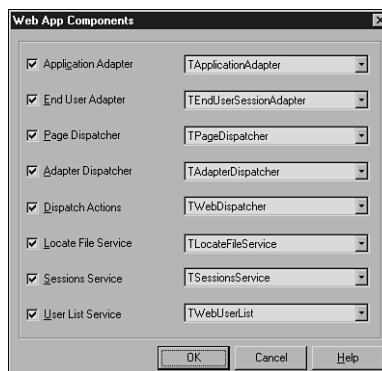 Web App Components
Application Adapter TApplicationAdapter
End User Adapter TEndUserSessionAdapter
Page Dispatcher TPageDispatcher
Adapter Dispatcher TAdapterDispatcher
Dispatch Actions TWebDispatcher
Locate File Service TLocateFileService
Sessions Service TSessionsService
User List Service TWebUserList
OK Cancel Help